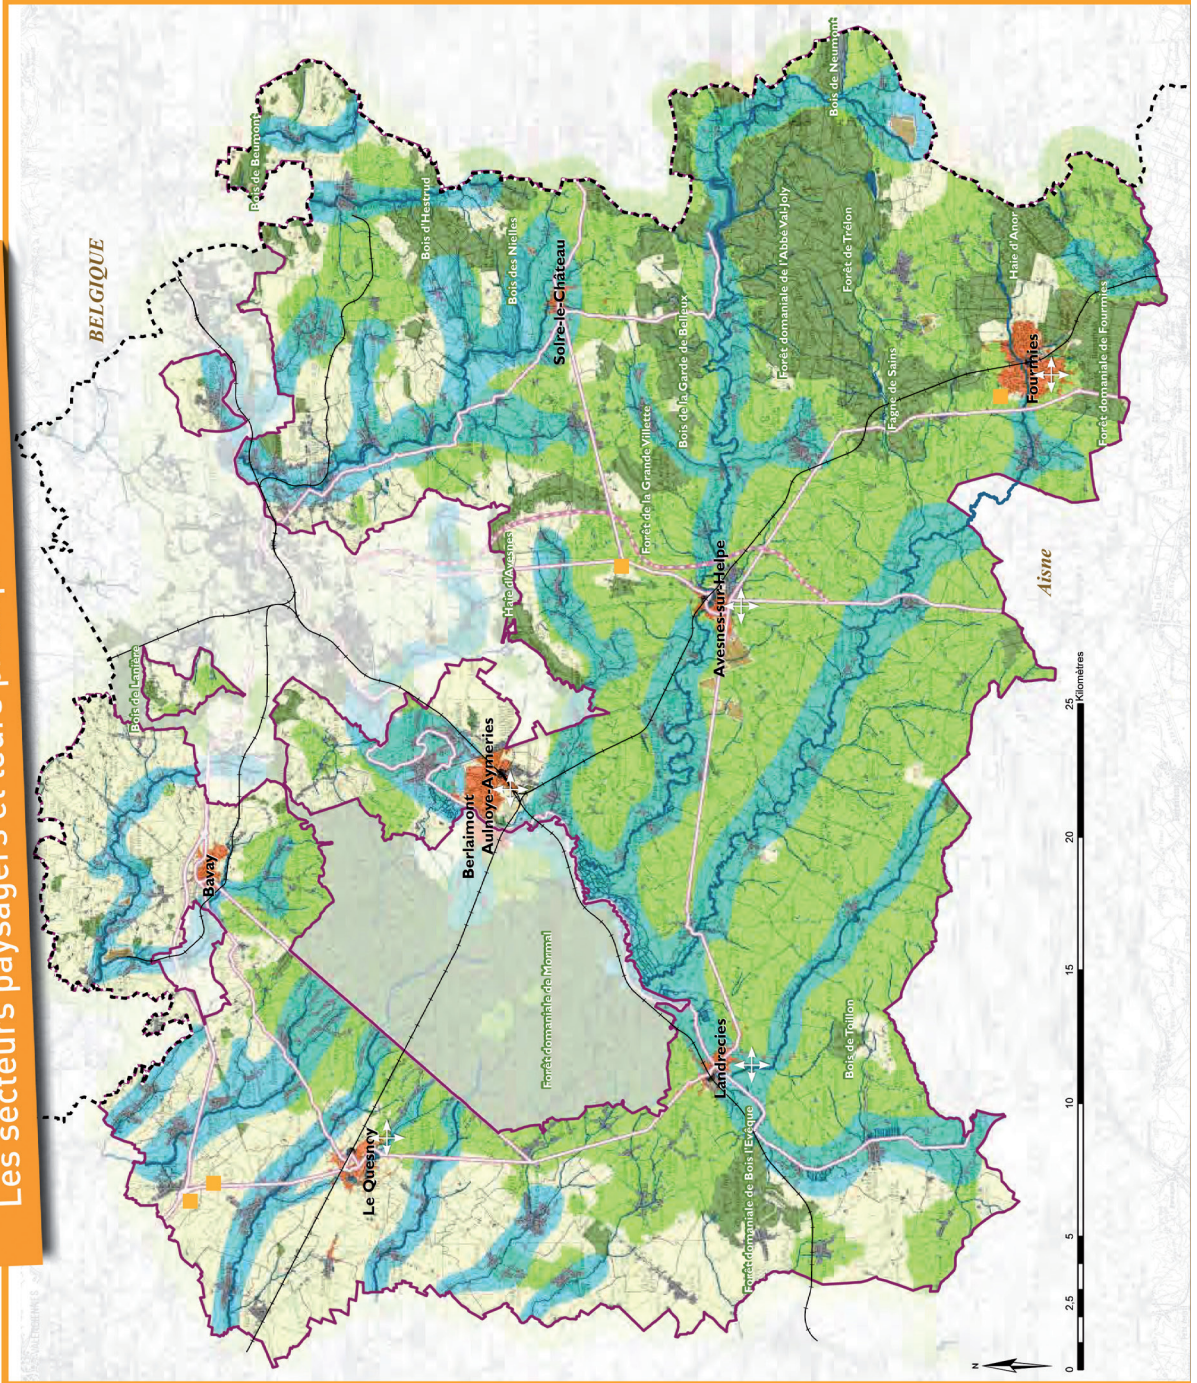 Les secteurs paysagers et leurs
BELGIQUE
Bois de Beumont
Bois d'Hestrud
Bois des Nielles
Solre-le-Château
Bois de Neumont
Forêt domaniale de l'Abbé Val-Joly
Forêt de Trélon
Haie d'Anor
Fourmies
Forêt domaniale de Fourmies
Fagne de Sains
Bois de la Garde de Belleux
Forêt de la Grande Villette
Haie d'Avesnes
Avesnes-sur-Helpe
Aisne
Bois de Lanière
Bavay
Berlaimont
Aulnoye-Aymeries
Forêt domaniale de Mormal
Le Quesnoy
Landrecies
Bois de Toillon
Forêt domaniale de Bois l'Evêque
N
0 2,5 5 10 15 20 25
Kilomètres